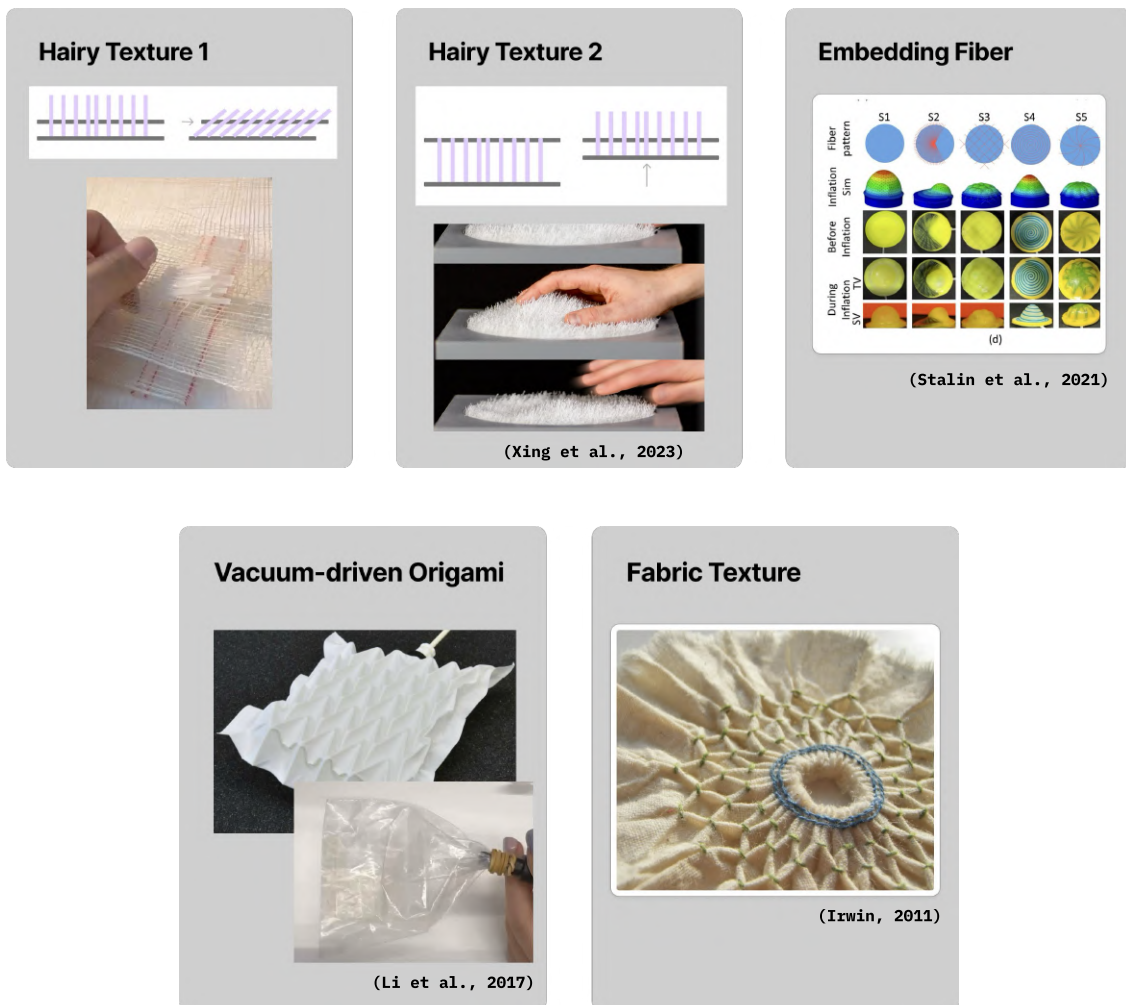 Hairy Texture 1
Hairy Texture 2
(Xing et al., 2023)
Embedding Fiber
S1 S2 S3 S4 S5
Fiber
pattern
Inflation
Sim
Before
Inflation
During
Inflation
TV
SV
(d)
(Stalin et al., 2021)
Vacuum-driven Origami
(Li et al., 2017)
Fabric Texture
(Irwin, 2011)